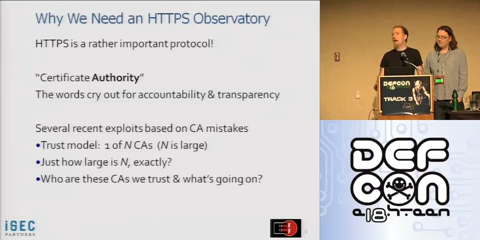 Why We Need an HTTPS Observatory
HTTPS is a rather important protocol!
"Certificate Authority"
The words cry out for accountability & transparency
Several recent exploits based on CA mistakes
•Trust model: 1 of N CAs (N is large)
•Just how large is N, exactly?
•Who are these CAs we trust & what's going on?
iSEC
PARTNERS
DEFCON
18
TRACK 3
DEF
CON
e18hteen